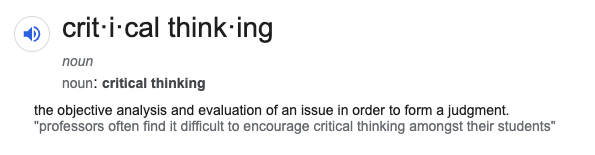 crit·i·cal think·ing
noun
noun: critical thinking
the objective analysis and evaluation of an issue in order to form a judgment.
"professors often find it difficult to encourage critical thinking amongst their students"